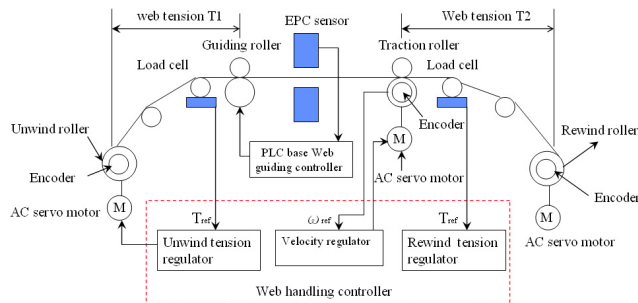 web tension T1
EPC sensor
Web tension T2
Guiding roller
Traction roller
Load cell
Load cell
Unwind roller
Encoder
Rewind roller
M
PLC base Web
guiding controller
Encoder
AC servo motor
AC servo motor
M
Encoder
M
AC servo motor
Tref
ω ref
Tref
Unwind tension
regulator
Velocity regulator
Rewind tension
regulator
Web handling controller